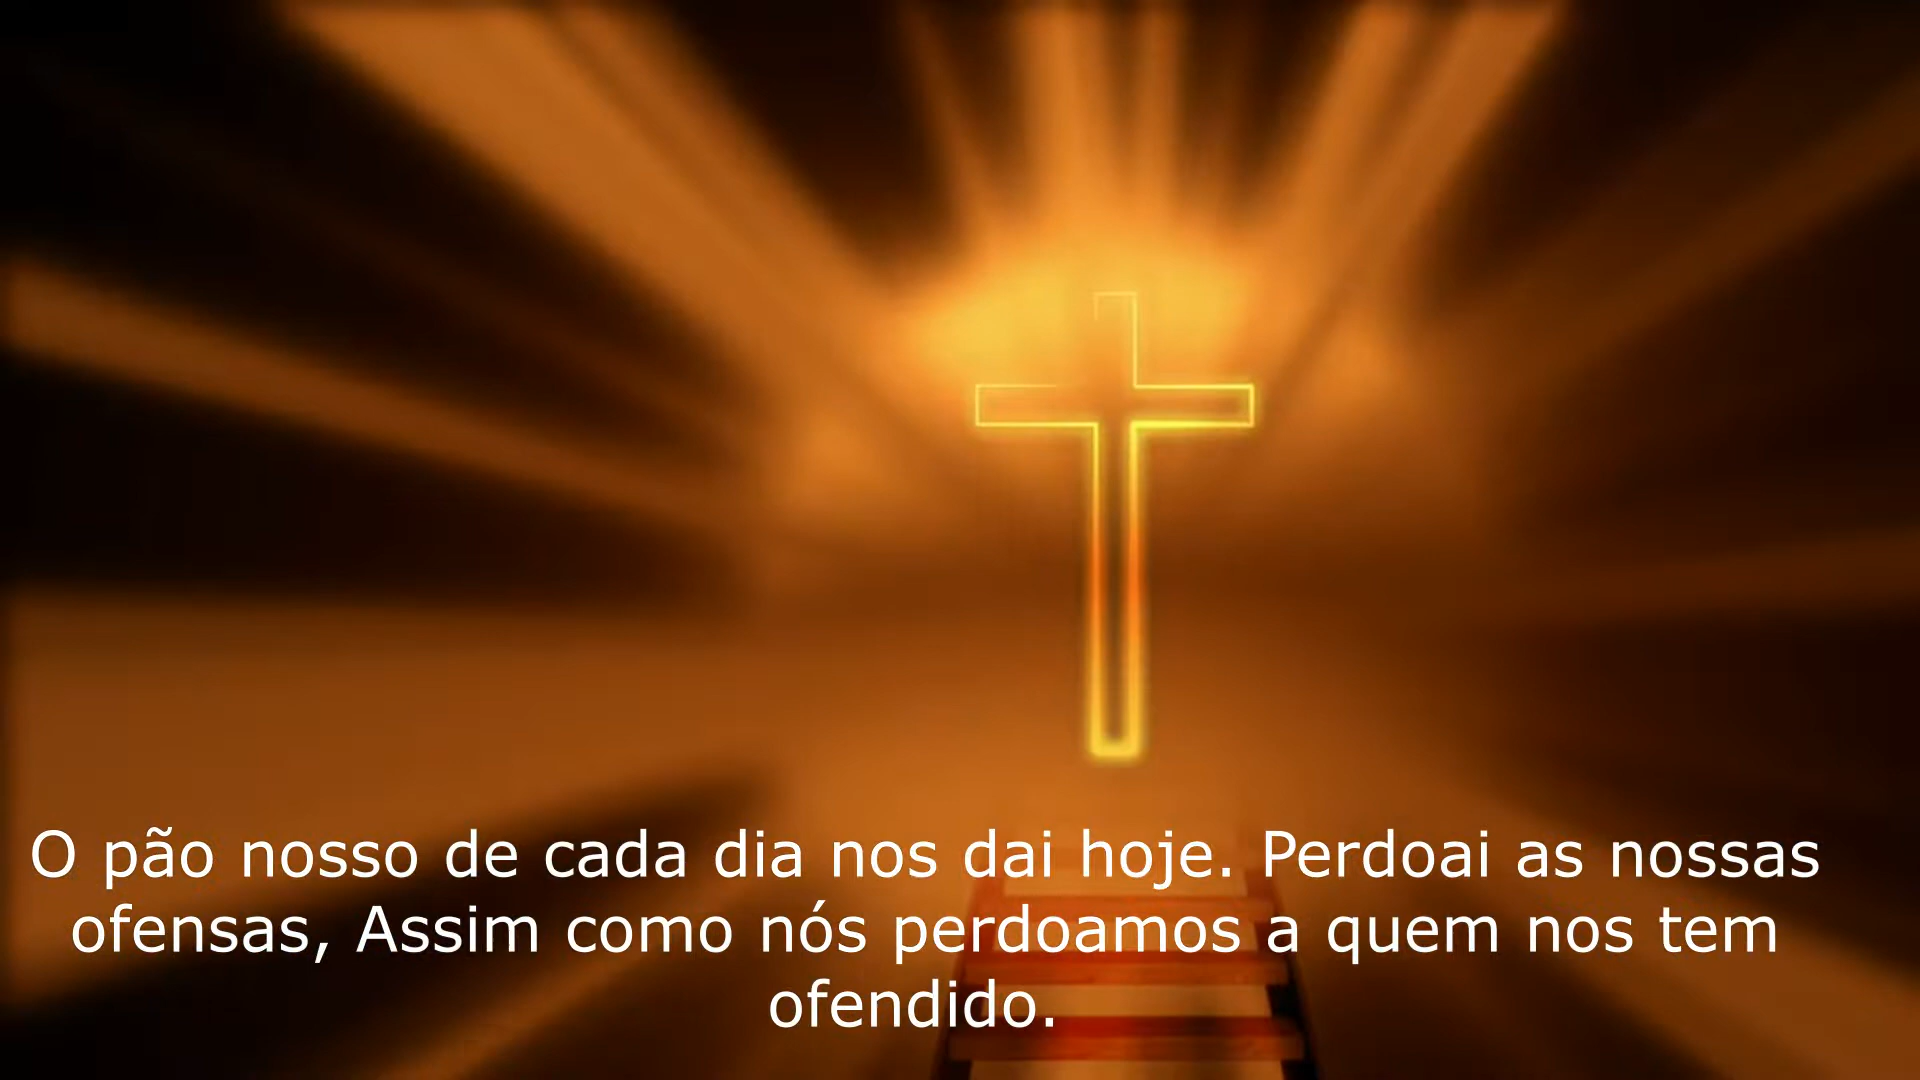 O pão nosso de cada dia nos dai hoje. Perdoai as nossas
ofensas, Assim como nós perdoamos a quem nos tem
ofendido.